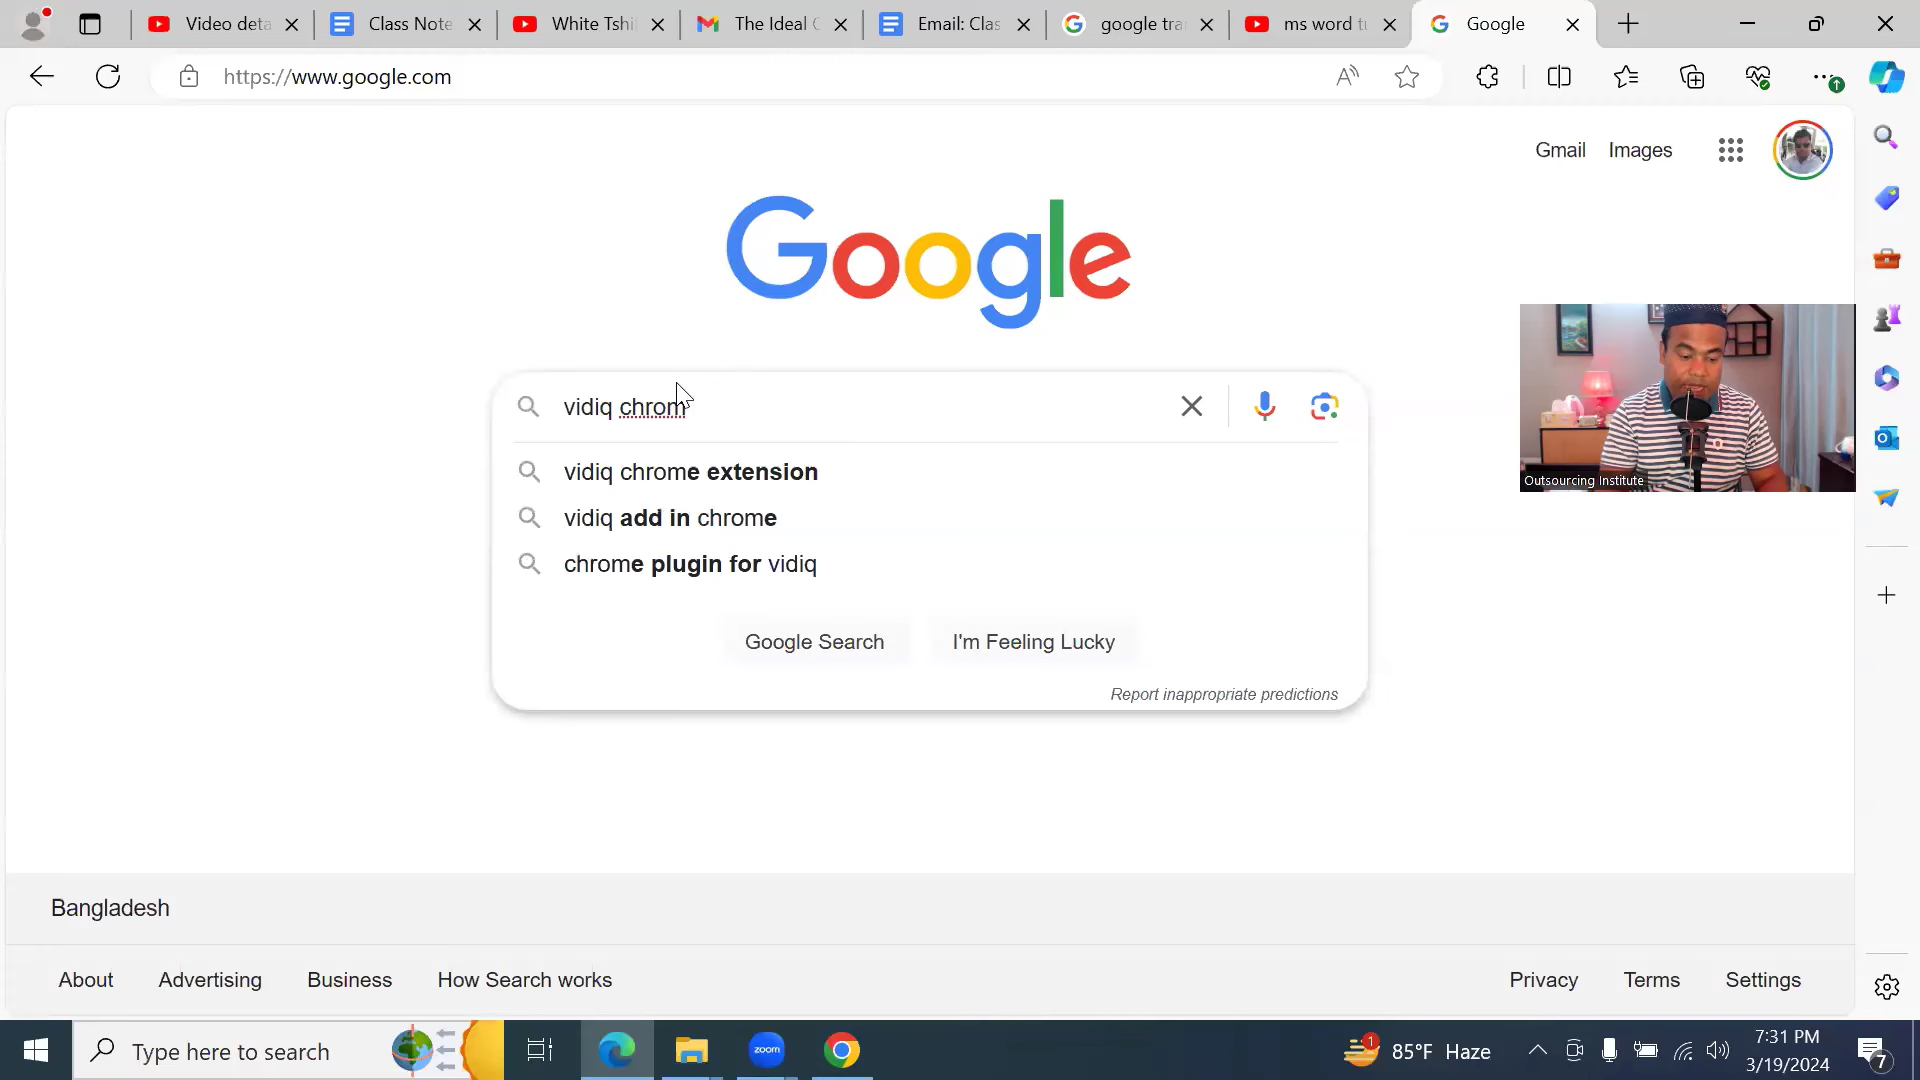 Video deta
Class Note
White Tshi
The Ideal
Email: Clas
google tra
ms word tu
Google
https://www.google.com
Gmail
Images
Google
vidiq chrom
vidiq chrome extension
vidiq add in chrome
chrome plugin for vidiq
Google Search
I'm Feeling Lucky
Report inappropriate predictions
Outsourcing Institute
Bangladesh
About
Advertising
Business
How Search works
Privacy
Terms
Settings
Type here to search
zoom
1
85°F Haze
7:31 PM
3/19/2024
7